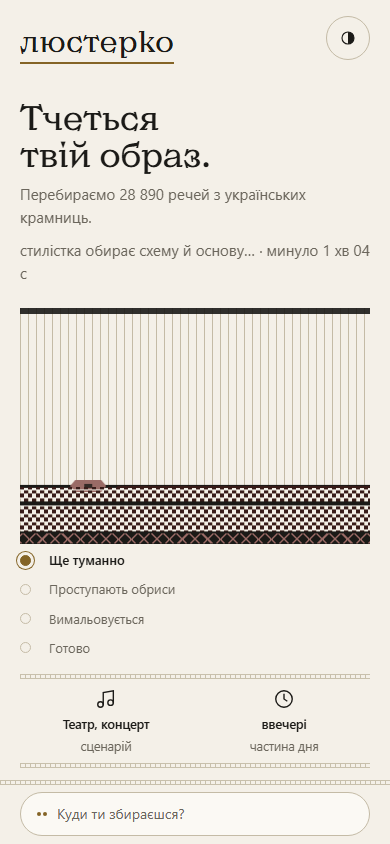 люстерко
Тчеться
твій образ.
Перебираємо 28 890 речей з українських
крамниць.
стилістка обирає схему й основу... · минуло 1 хв 04
с
Ще туманно
Проступають обриси
Вимальовується
Готово
Театр, концерт
сценарій
ввечері
частина дня
Куди ти збираєшся?